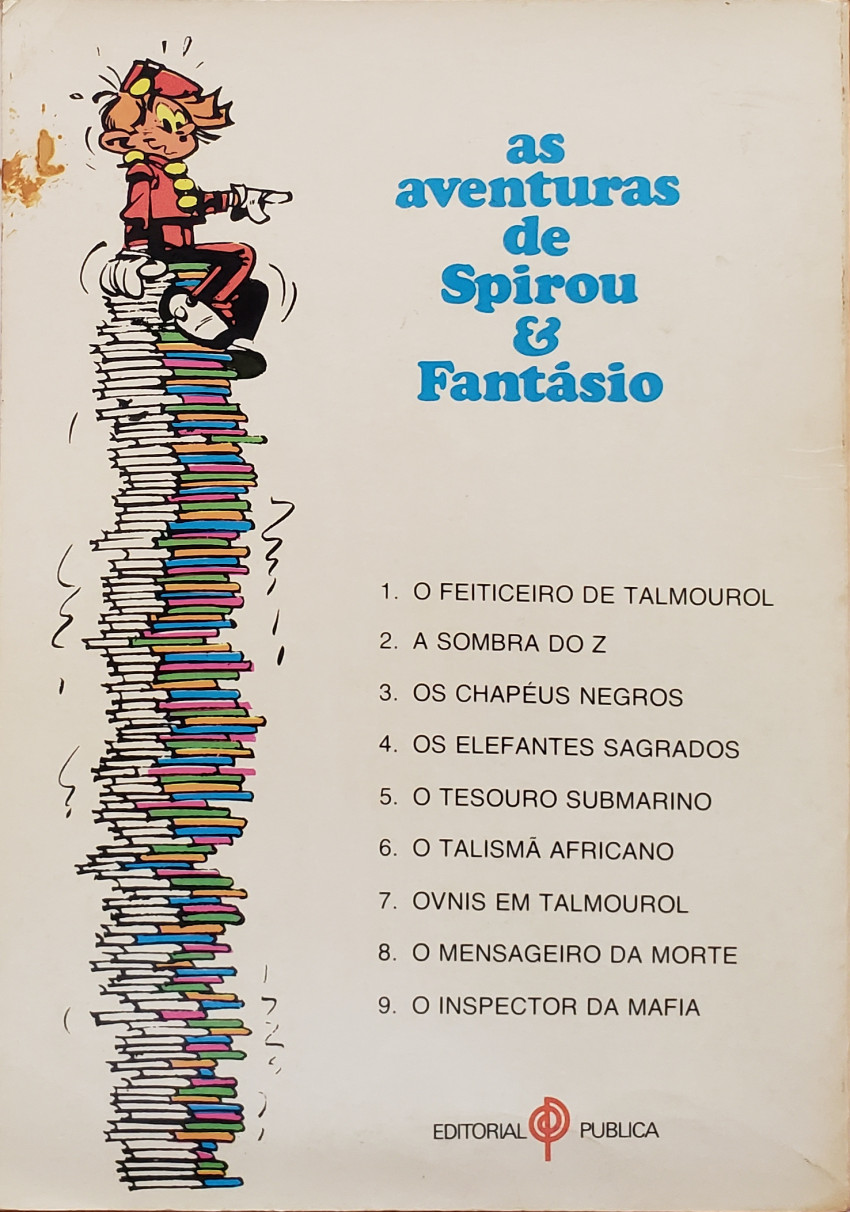 as
aventuras
de
Spirou
&
Fantásio
1. O FEITICEIRO DE TALMOUROL
2. A SOMBRA DO Z
3. OS CHAPÉUS NEGROS
4. OS ELEFANTES SAGRADOS
5. O TESOURO SUBMARINO
6. O TALISMÃ AFRICANO
7. OVNIS EM TALMOUROL
8. O MENSAGEIRO DA MORTE
9. O INSPECTOR DA MAFIA
EDITORIAL PUBLICA